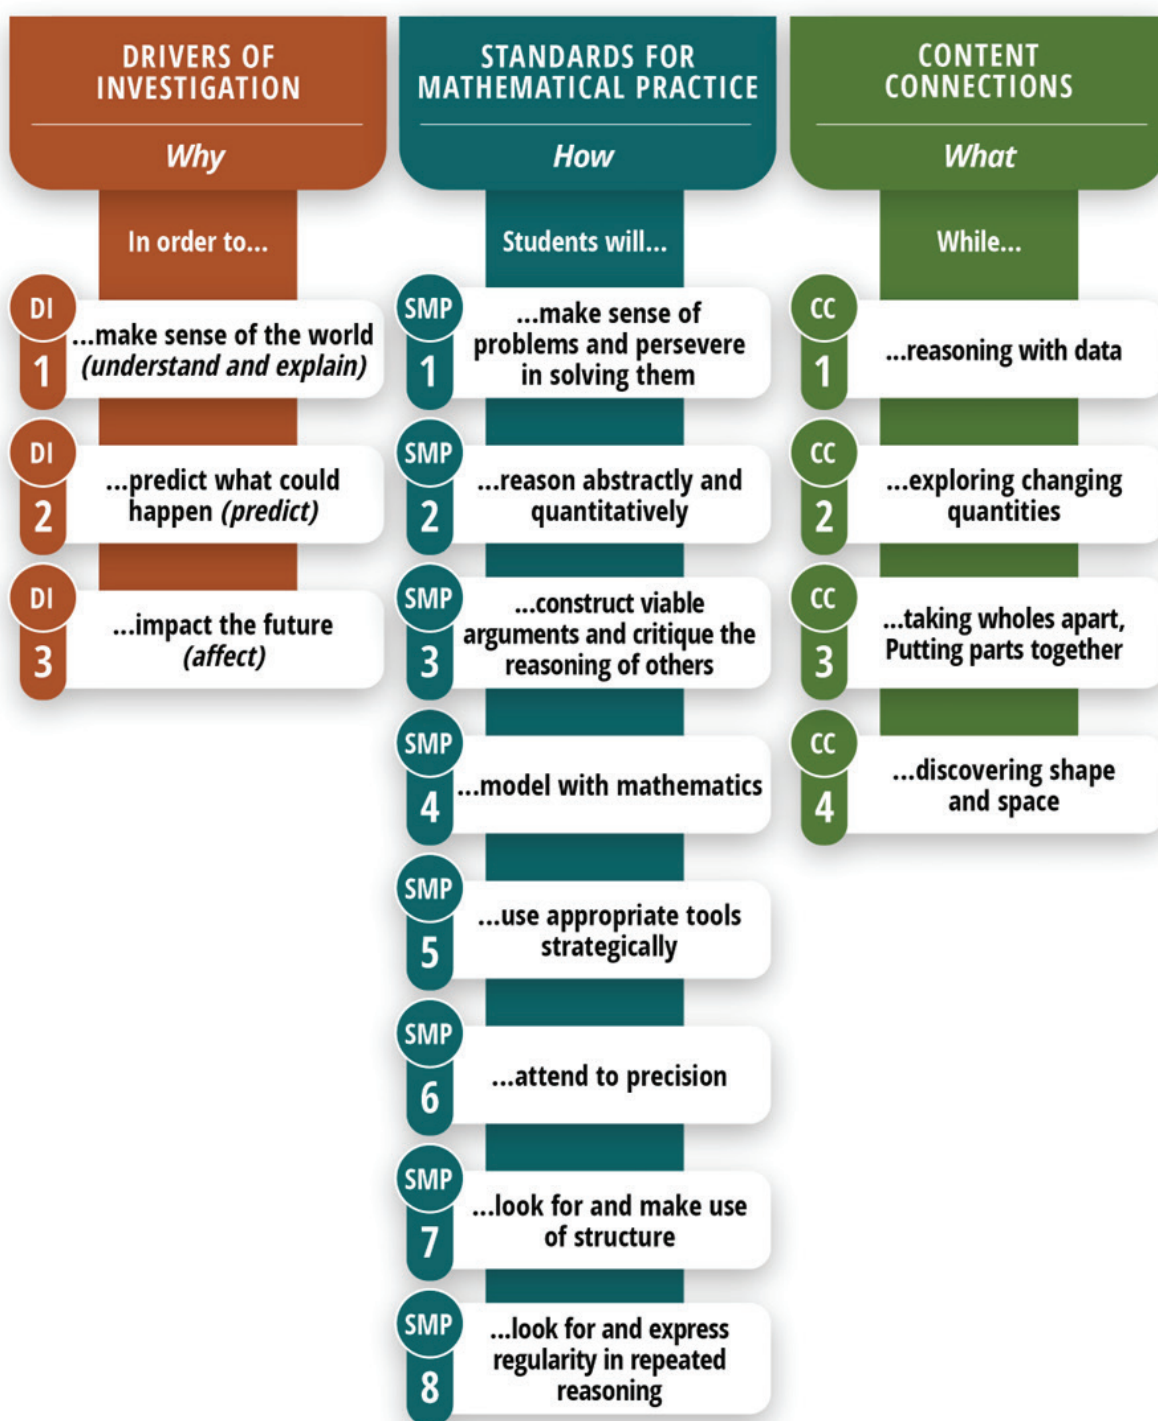 DRIVERS OF
INVESTIGATION
Why
In order to...
DI
1
...make sense of the world
(understand and explain)
DI
2
...predict what could
happen (predict)
DI
3
...impact the future
(affect)
STANDARDS FOR
MATHEMATICAL PRACTICE
How
Students will...
SMP
1
...make sense of
problems and persevere
in solving them
SMP
2
...reason abstractly and
quantitatively
SMP
3
...construct viable
arguments and critique the
reasoning of others
SMP
4
...model with mathematics
SMP
5
...use appropriate tools
strategically
SMP
6
...attend to precision
SMP
7
...look for and make use
of structure
SMP
8
...look for and express
regularity in repeated
reasoning
CONTENT
CONNECTIONS
What
While...
CC
1
...reasoning with data
CC
2
...exploring changing
quantities
CC
3
...taking wholes apart,
Putting parts together
CC
4
...discovering shape
and space